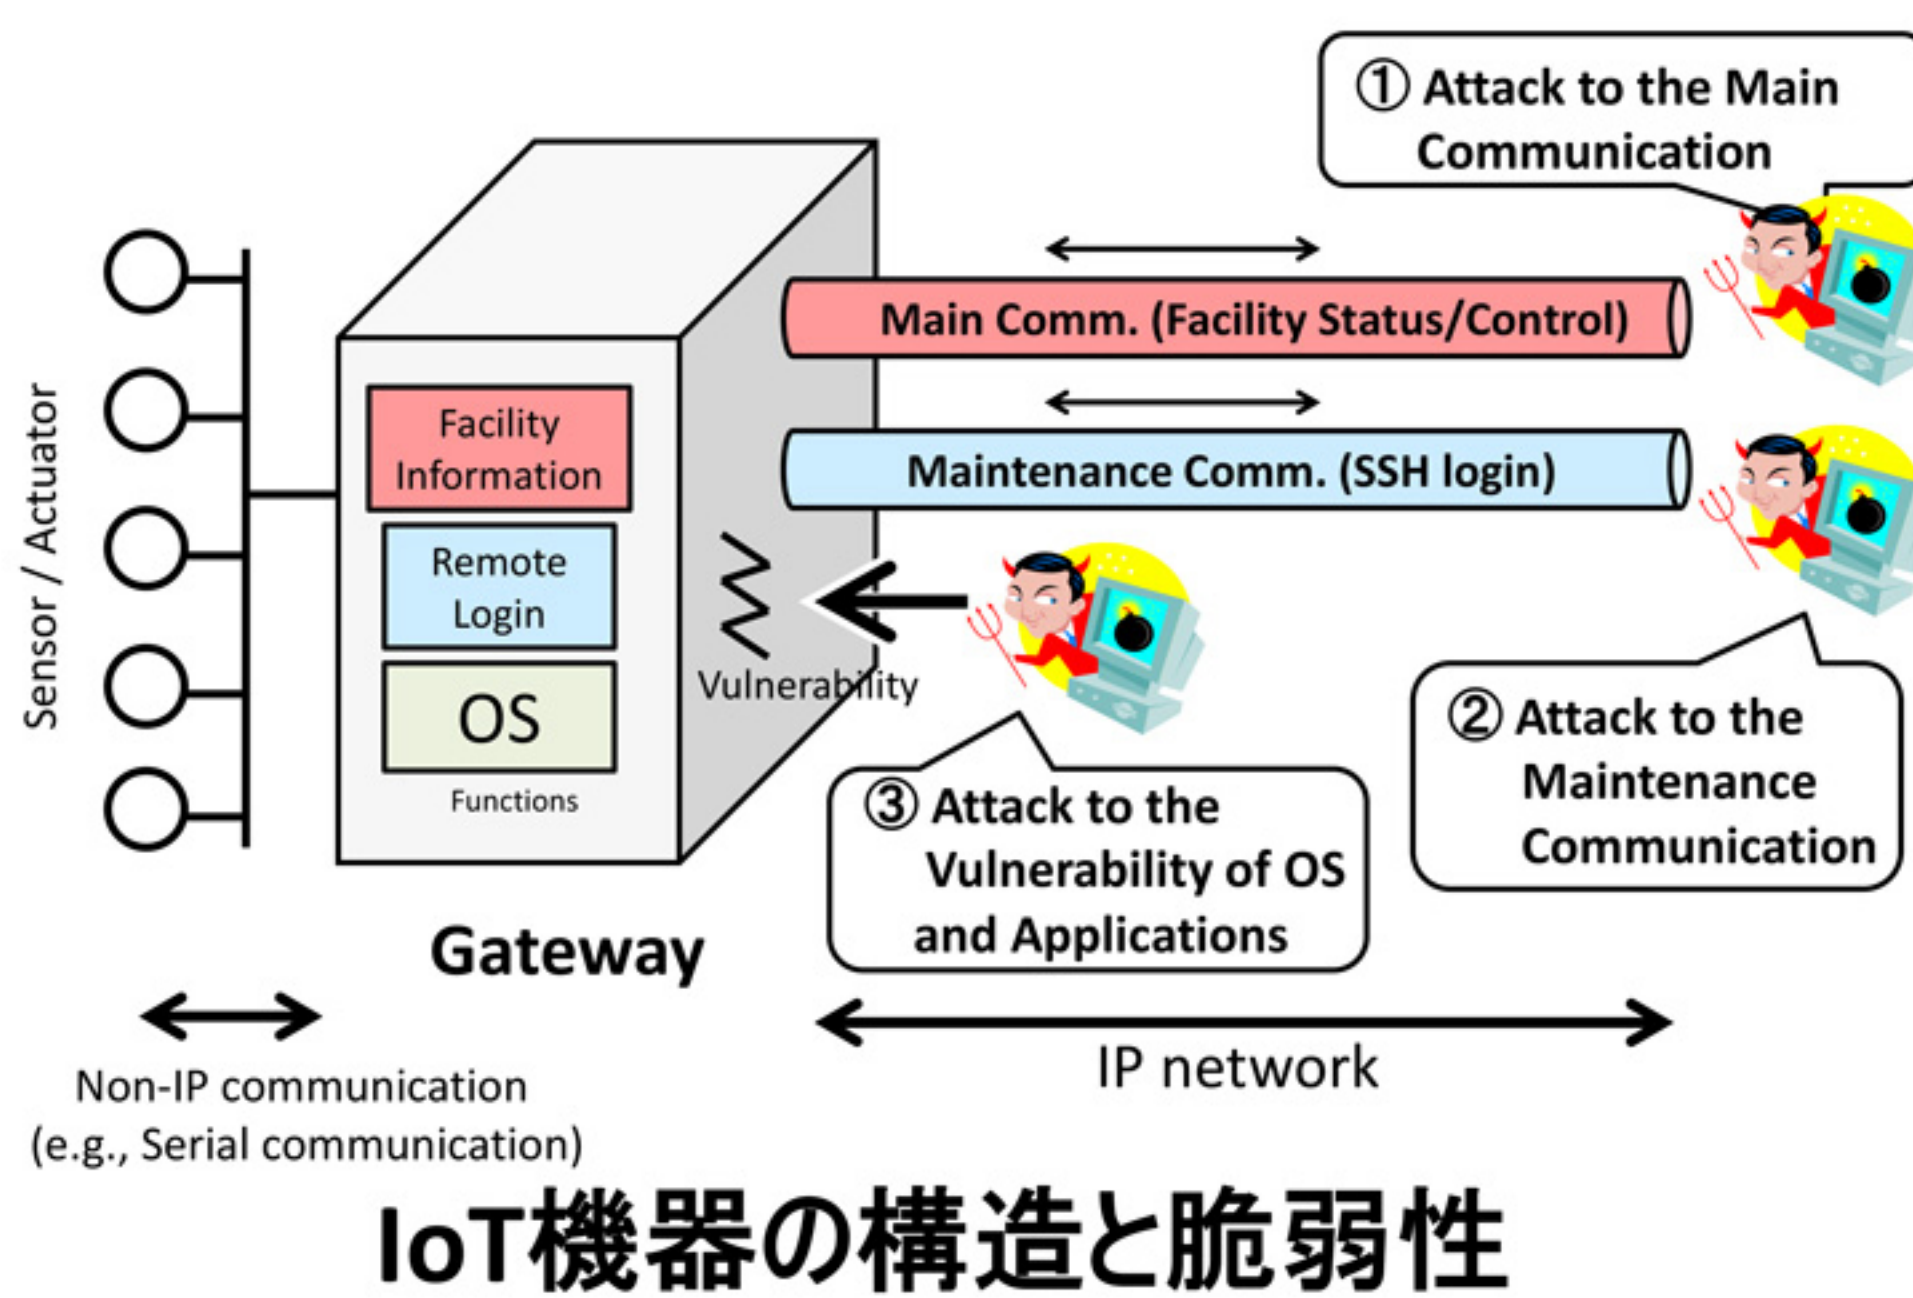 ① Attack to the Main
Communication
Main Comm. (Facility Status/Control)
Maintenance Comm. (SSH login)
Sensor / Actuator
Facility
Information
Remote
Login
OS
Functions
Vulnerability
② Attack to the
Maintenance
Communication
③ Attack to the
Vulnerability of OS
and Applications
Gateway
Non-IP communication
(e.g., Serial communication)
IP network
IoT機器の構造と脆弱性